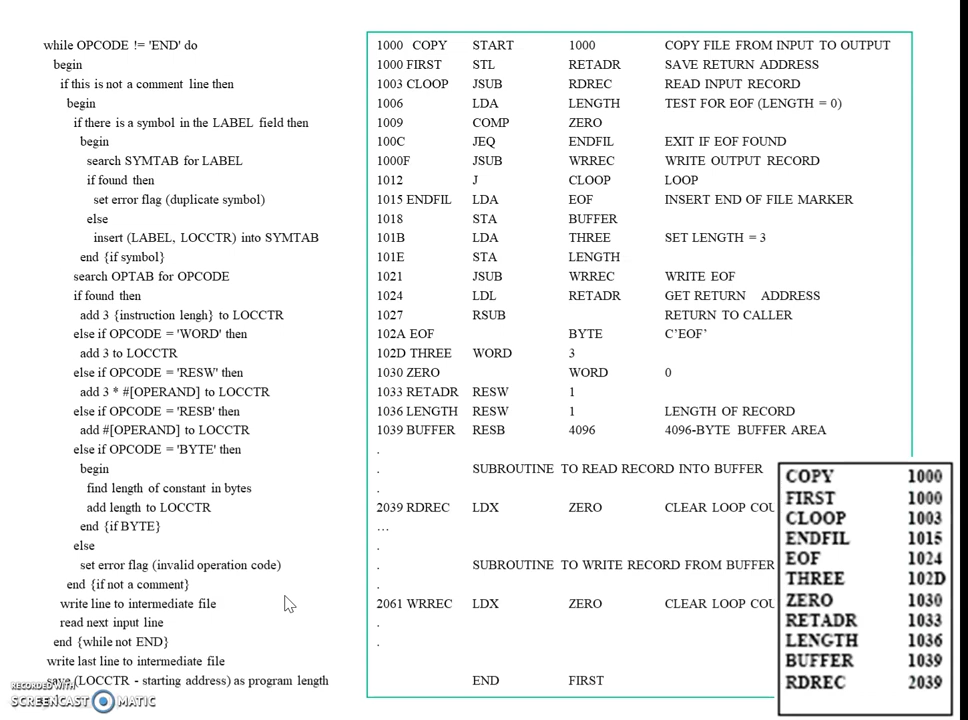 while OPCODE != 'END' do
begin
if this is not a comment line then
begin
if there is a symbol in the LABEL field then
begin
search SYMTAB for LABEL
if found then
set error flag (duplicate symbol)
else
insert (LABEL, LOCCTR) into SYMTAB
end {if symbol}
search OPTAB for OPCODE
if found then
add 3 {instruction lengh} to LOCCTR
else if OPCODE = 'WORD' then
add 3 to LOCCTR
else if OPCODE = 'RESW' then
add 3 * #[OPERAND] to LOCCTR
else if OPCODE = 'RESB' then
add #[OPERAND] to LOCCTR
else if OPCODE = 'BYTE' then
begin
find length of constant in bytes
add length to LOCCTR
end {if BYTE}
else
set error flag (invalid operation code)
end {if not a comment}
write line to intermediate file
read next input line
end {while not END}
write last line to intermediate file
save (LOCCTR - starting address) as program length
1000 COPY START 1000 COPY FILE FROM INPUT TO OUTPUT
1000 FIRST STL RETADR SAVE RETURN ADDRESS
1003 CLOOP JSUB RDREC READ INPUT RECORD
1006 LDA LENGTH TEST FOR EOF (LENGTH = 0)
1009 COMP ZERO
100C JEQ ENDFIL EXIT IF EOF FOUND
1000F JSUB WRREC WRITE OUTPUT RECORD
1012 J CLOOP LOOP
1015 ENDFIL LDA EOF INSERT END OF FILE MARKER
1018 STA BUFFER
101B LDA THREE SET LENGTH = 3
101E STA LENGTH
1021 JSUB WRREC WRITE EOF
1024 LDL RETADR GET RETURN ADDRESS
1027 RSUB RETURN TO CALLER
102A EOF BYTE C'EOF'
102D THREE WORD 3
1030 ZERO WORD 0
1033 RETADR RESW 1
1036 LENGTH RESW 1 LENGTH OF RECORD
1039 BUFFER RESB 4096 4096-BYTE BUFFER AREA
.
. SUBROUTINE TO READ RECORD INTO BUFFER
.
2039 RDREC LDX ZERO CLEAR LOOP COU
...
.
. SUBROUTINE TO WRITE RECORD FROM BUFFER
.
2061 WRREC LDX ZERO CLEAR LOOP COU
.
.
END FIRST
COPY 1000
FIRST 1000
CLOOP 1003
ENDFIL 1015
EOF 1024
THREE 102D
ZERO 1030
RETADR 1033
LENGTH 1036
BUFFER 1039
RDREC 2039
RECORDED WITH
SCREENCAST MATIC